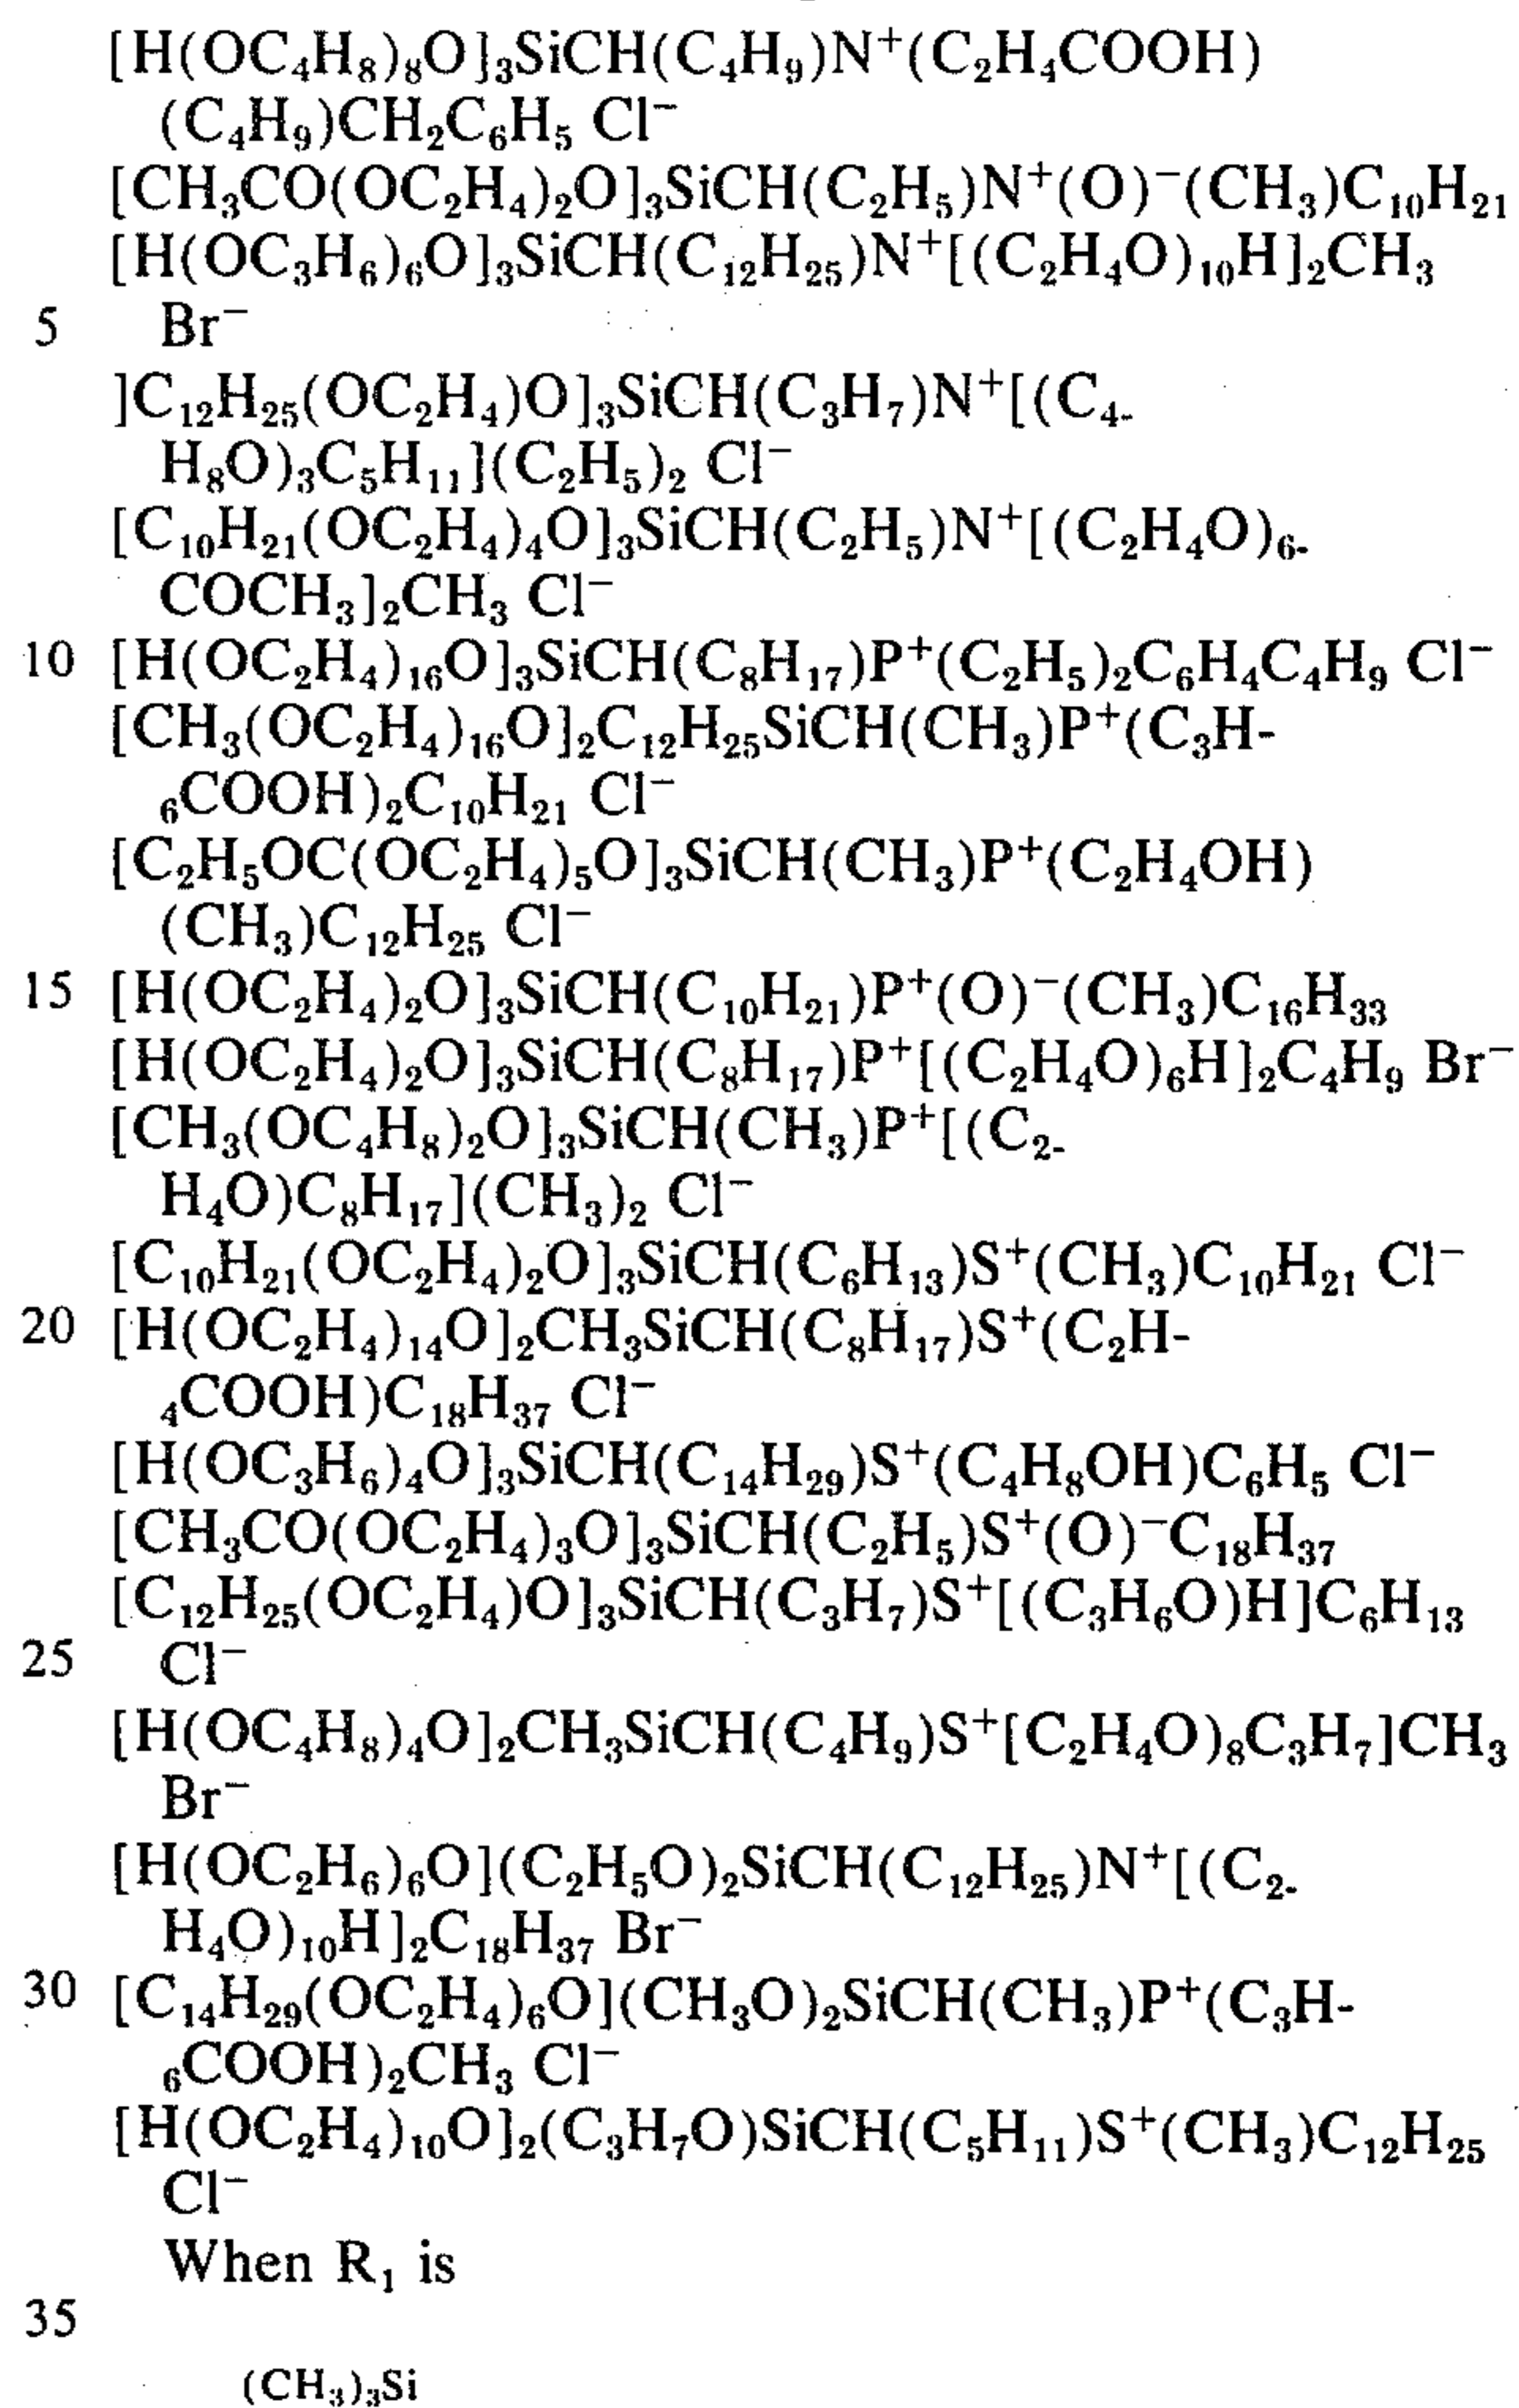 [H(OC₄H₈)₈O]₃SiCH(C₄H₉)N⁺(C₂H₄COOH)
(C₄H₉)CH₂C₆H₅ Cl⁻
[CH₃CO(OC₂H₄)₂O]₃SiCH(C₂H₅)N⁺(O)⁻(CH₃)C₁₀H₂₁
[H(OC₃H₆)₆O]₃SiCH(C₁₂H₂₅)N⁺[(C₂H₄O)₁₀H]₂CH₃
5 Br⁻
]C₁₂H₂₅(OC₂H₄)O]₃SiCH(C₃H₇)N⁺[(C₄-
H₈O)₃C₅H₁₁](C₂H₅)₂ Cl⁻
[C₁₀H₂₁(OC₂H₄)₄O]₃SiCH(C₂H₅)N⁺[(C₂H₄O)₆-
COCH₃]₂CH₃ Cl⁻
10 [H(OC₂H₄)₁₆O]₃SiCH(C₈H₁₇)P⁺(C₂H₅)₂C₆H₄C₄H₉ Cl⁻
[CH₃(OC₂H₄)₁₆O]₂C₁₂H₂₅SiCH(CH₃)P⁺(C₃H-
₆COOH)₂C₁₀H₂₁ Cl⁻
[C₂H₅OC(OC₂H₄)₅O]₃SiCH(CH₃)P⁺(C₂H₄OH)
(CH₃)C₁₂H₂₅ Cl⁻
15 [H(OC₂H₄)₂O]₃SiCH(C₁₀H₂₁)P⁺(O)⁻(CH₃)C₁₆H₃₃
[H(OC₂H₄)₂O]₃SiCH(C₈H₁₇)P⁺[(C₂H₄O)₆H]₂C₄H₉ Br⁻
[CH₃(OC₄H₈)₂O]₃SiCH(CH₃)P⁺[(C₂-
H₄O)C₈H₁₇](CH₃)₂ Cl⁻
[C₁₀H₂₁(OC₂H₄)₂O]₃SiCH(C₆H₁₃)S⁺(CH₃)C₁₀H₂₁ Cl⁻
20 [H(OC₂H₄)₁₄O]₂CH₃SiCH(C₈H₁₇)S⁺(C₂H-
₄COOH)C₁₈H₃₇ Cl⁻
[H(OC₃H₆)₄O]₃SiCH(C₁₄H₂₉)S⁺(C₄H₈OH)C₆H₅ Cl⁻
[CH₃CO(OC₂H₄)₃O]₃SiCH(C₂H₅)S⁺(O)⁻C₁₈H₃₇
[C₁₂H₂₅(OC₂H₄)O]₃SiCH(C₃H₇)S⁺[(C₃H₆O)H]C₆H₁₃
25 Cl⁻
[H(OC₄H₈)₄O]₂CH₃SiCH(C₄H₉)S⁺[C₂H₄O)₈C₃H₇]CH₃
Br⁻
[H(OC₂H₆)₆O](C₂H₅O)₂SiCH(C₁₂H₂₅)N⁺[(C₂-
H₄O)₁₀H]₂C₁₈H₃₇ Br⁻
30 [C₁₄H₂₉(OC₂H₄)₆O](CH₃O)₂SiCH(CH₃)P⁺(C₃H-
₆COOH)₂CH₃ Cl⁻
[H(OC₂H₄)₁₀O]₂(C₃H₇O)SiCH(C₅H₁₁)S⁺(CH₃)C₁₂H₂₅
Cl⁻
When R₁ is
35
(CH₃)₃Si